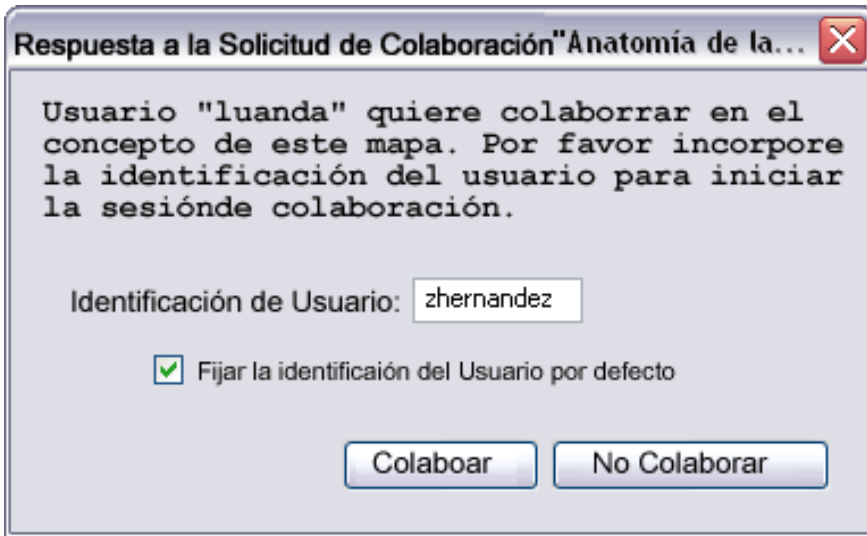 Respuesta a la Solicitud de Colaboración"Anatomía de la...
Usuario "luanda" quiere colaborrar en el
concepto de este mapa. Por favor incorpore
la identificación del usuario para iniciar
la sesiónde colaboración.
Identificación de Usuario: zhernandez
Fijar la identificaión del Usuario por defecto
Colaboar No Colaborar